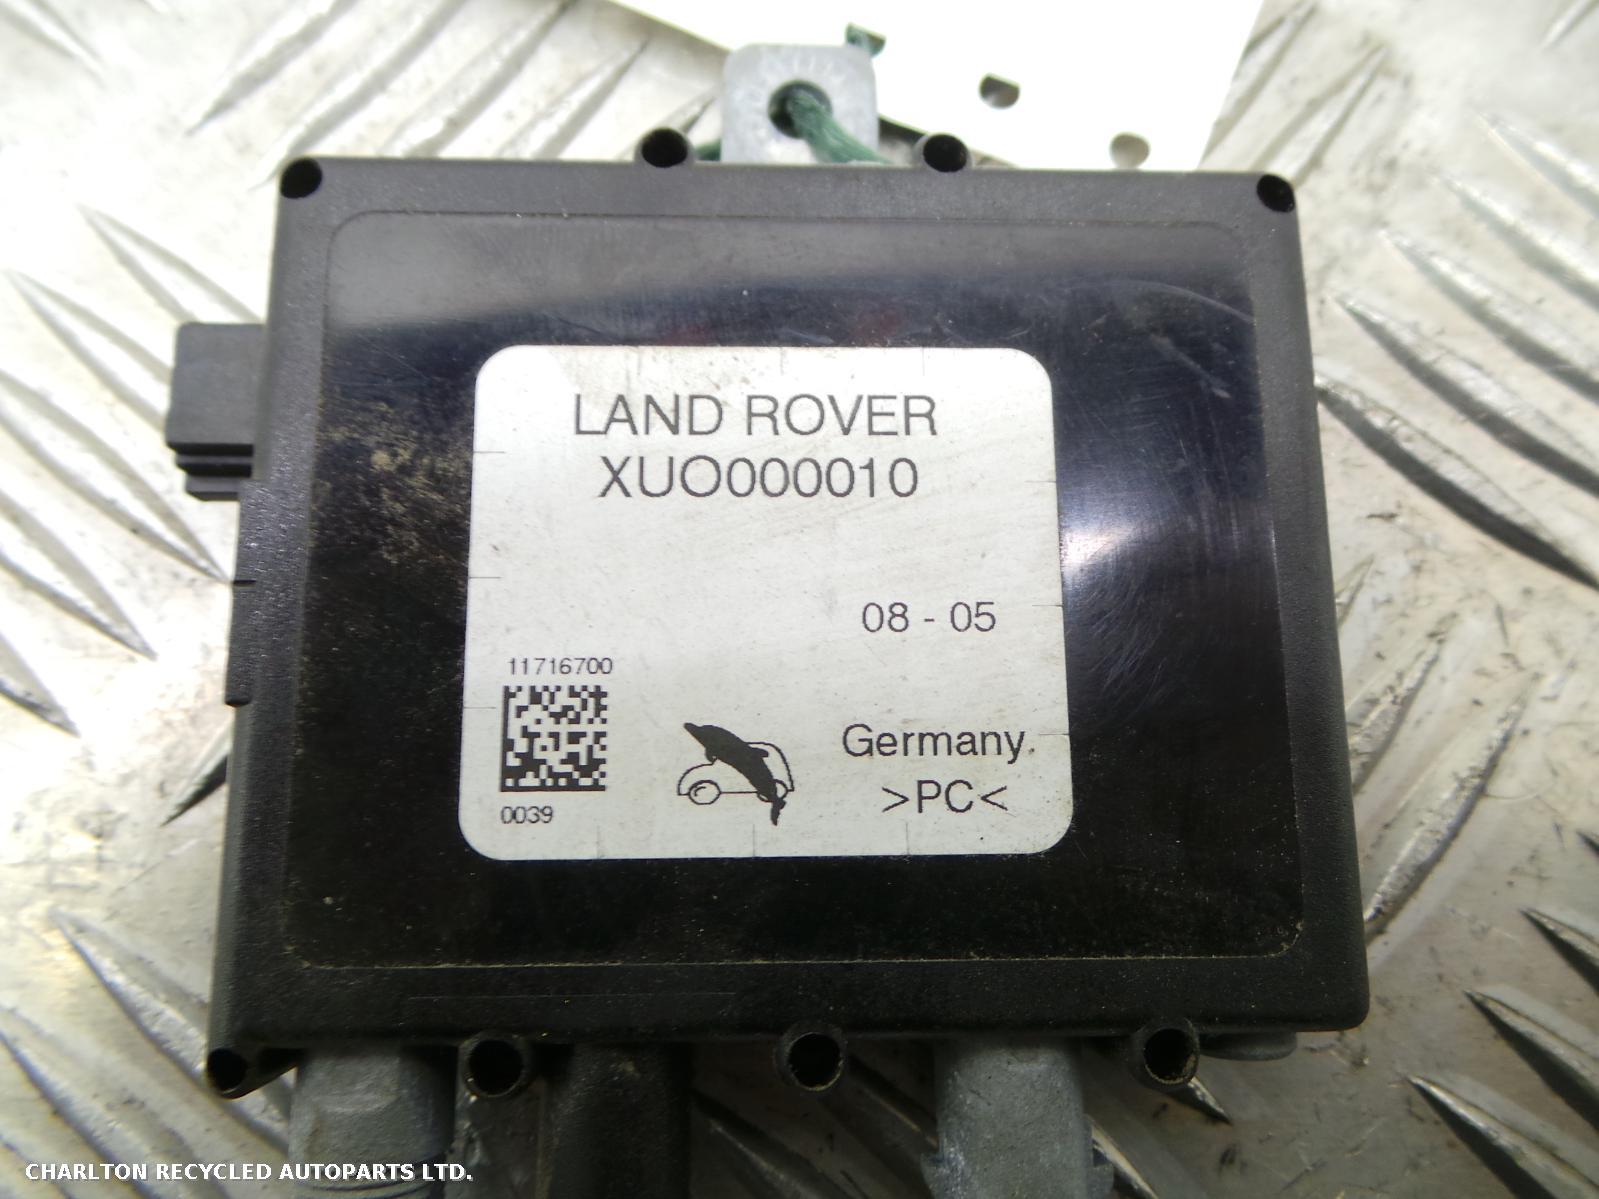 LAND ROVER
XUO000010
08 - 05
11716700
0039
Germany.
>PC<
CHARLTON RECYCLED AUTOPARTS LTD.